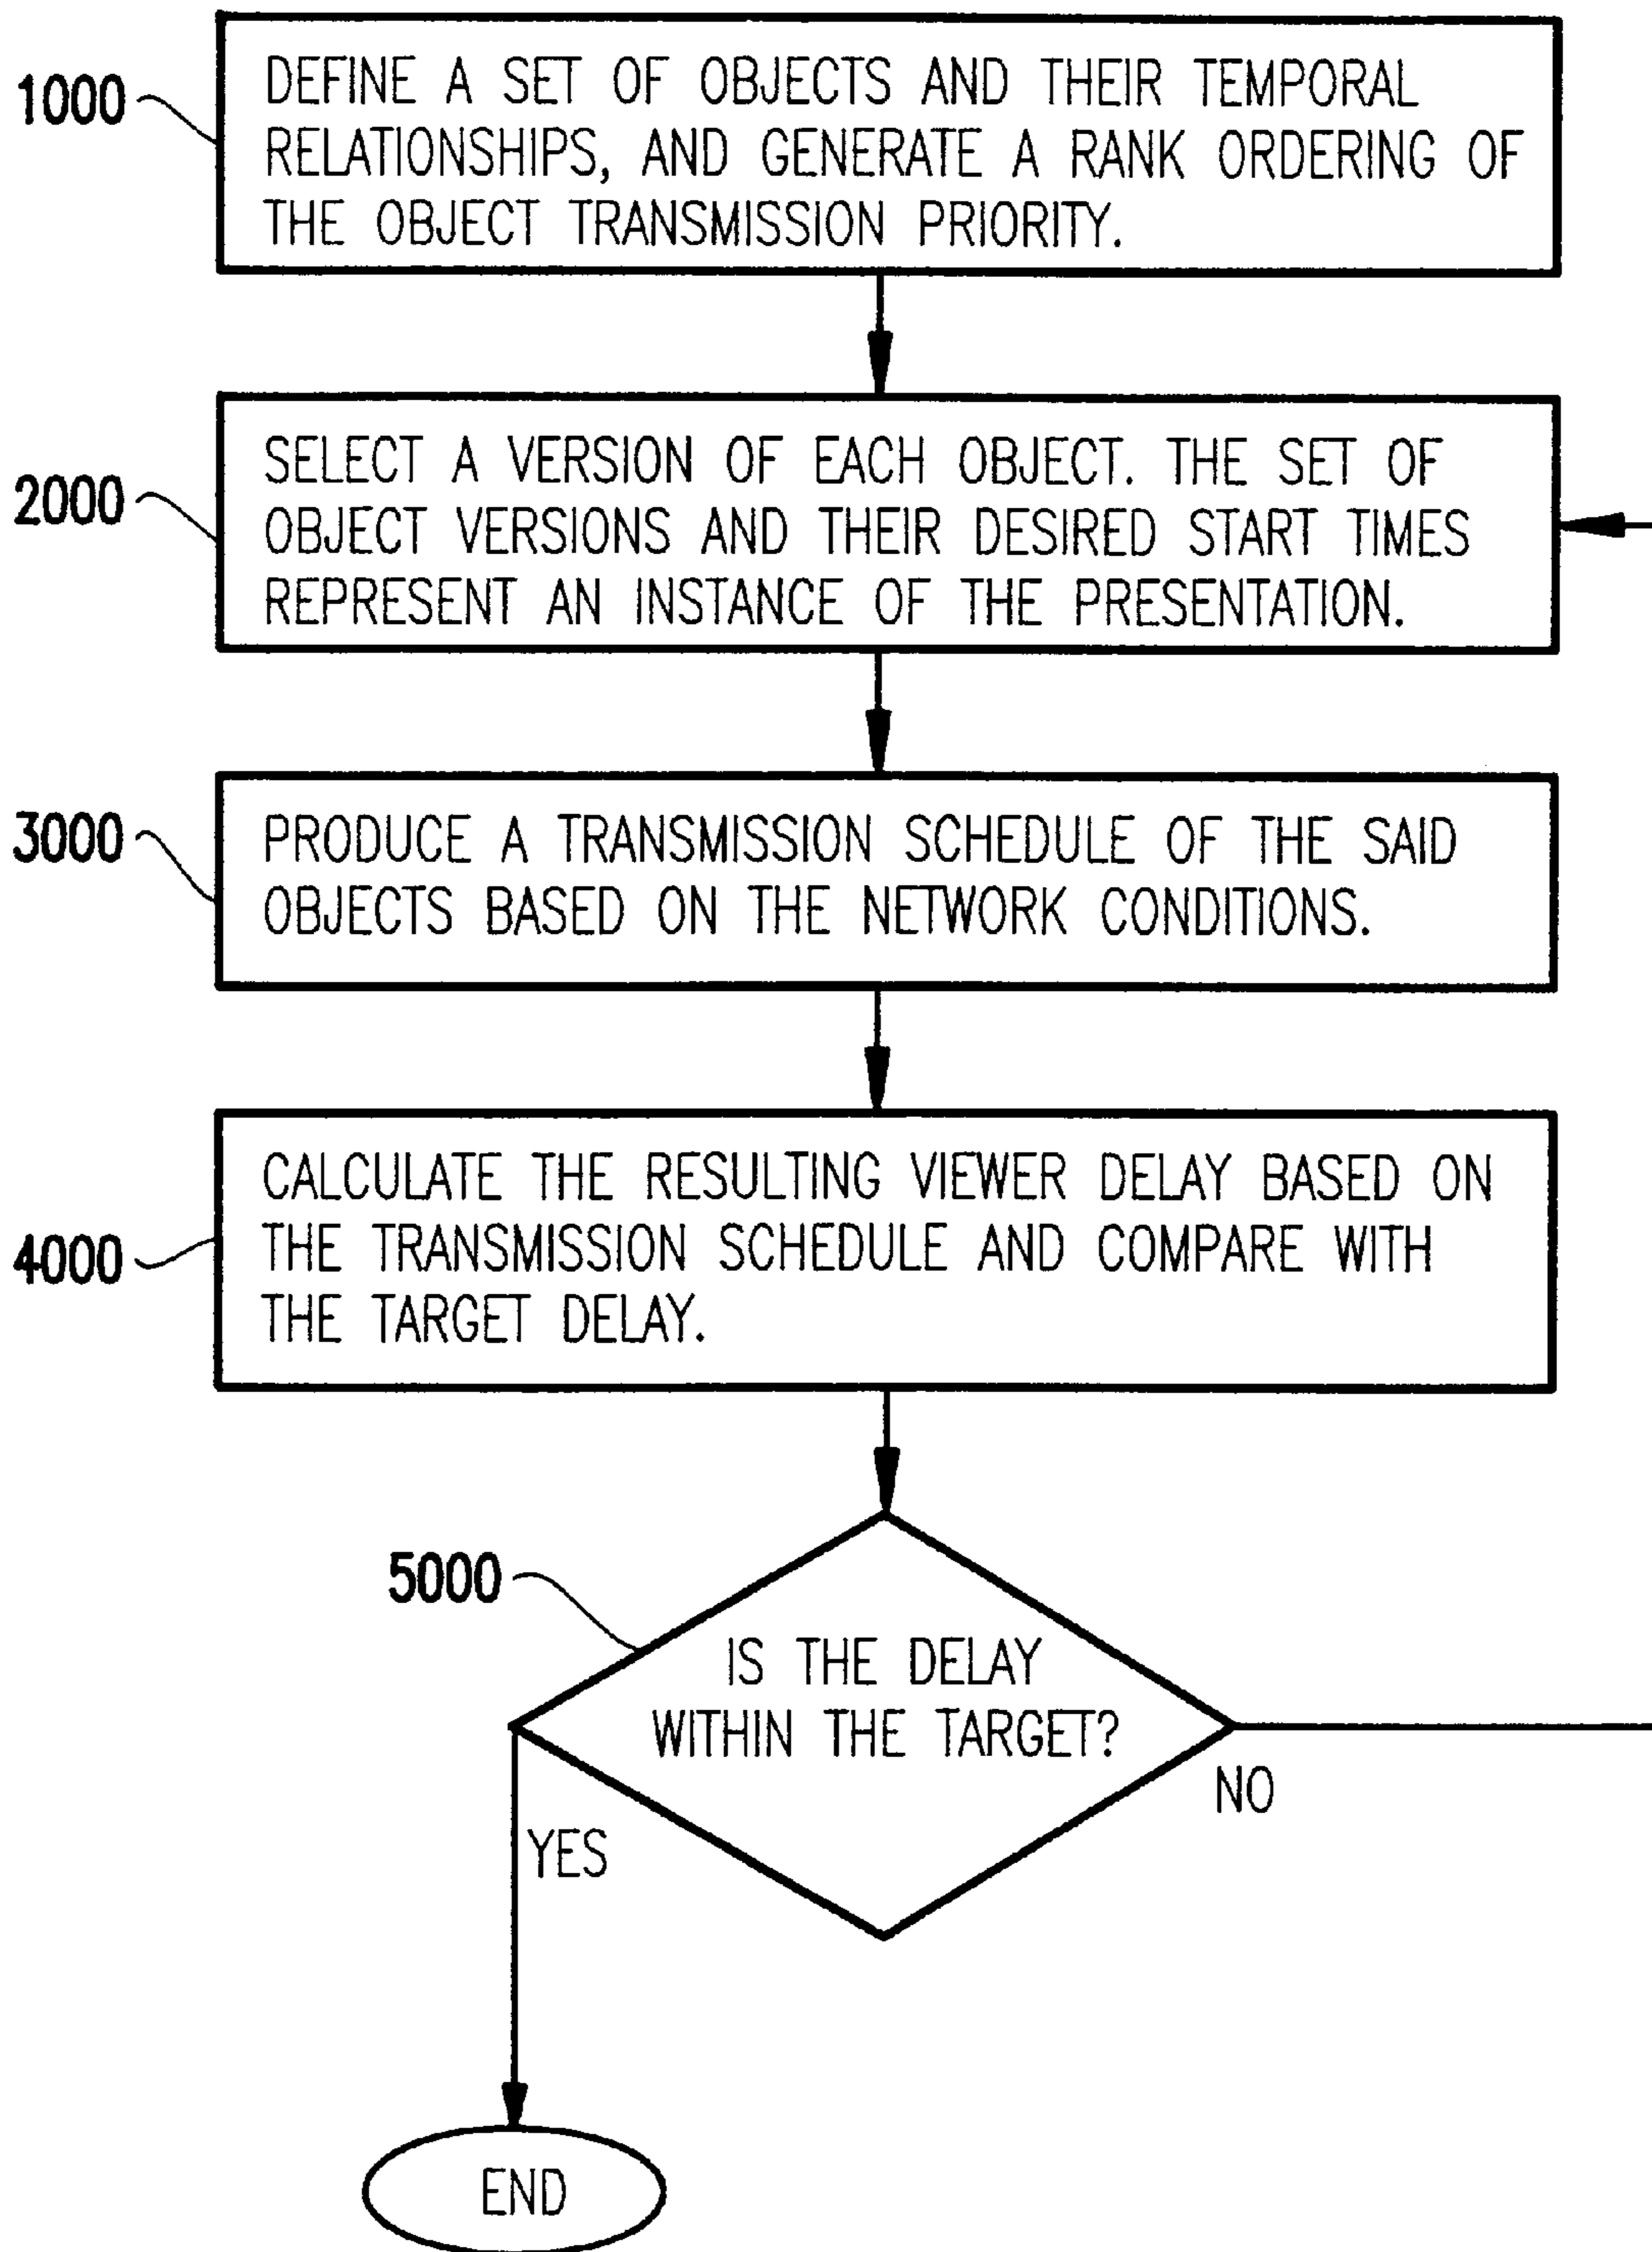 1000
DEFINE A SET OF OBJECTS AND THEIR TEMPORAL
RELATIONSHIPS, AND GENERATE A RANK ORDERING OF
THE OBJECT TRANSMISSION PRIORITY.
2000
SELECT A VERSION OF EACH OBJECT. THE SET OF
OBJECT VERSIONS AND THEIR DESIRED START TIMES
REPRESENT AN INSTANCE OF THE PRESENTATION.
3000
PRODUCE A TRANSMISSION SCHEDULE OF THE SAID
OBJECTS BASED ON THE NETWORK CONDITIONS.
4000
CALCULATE THE RESULTING VIEWER DELAY BASED ON
THE TRANSMISSION SCHEDULE AND COMPARE WITH
THE TARGET DELAY.
5000
IS THE DELAY
WITHIN THE TARGET?
NO
YES
END